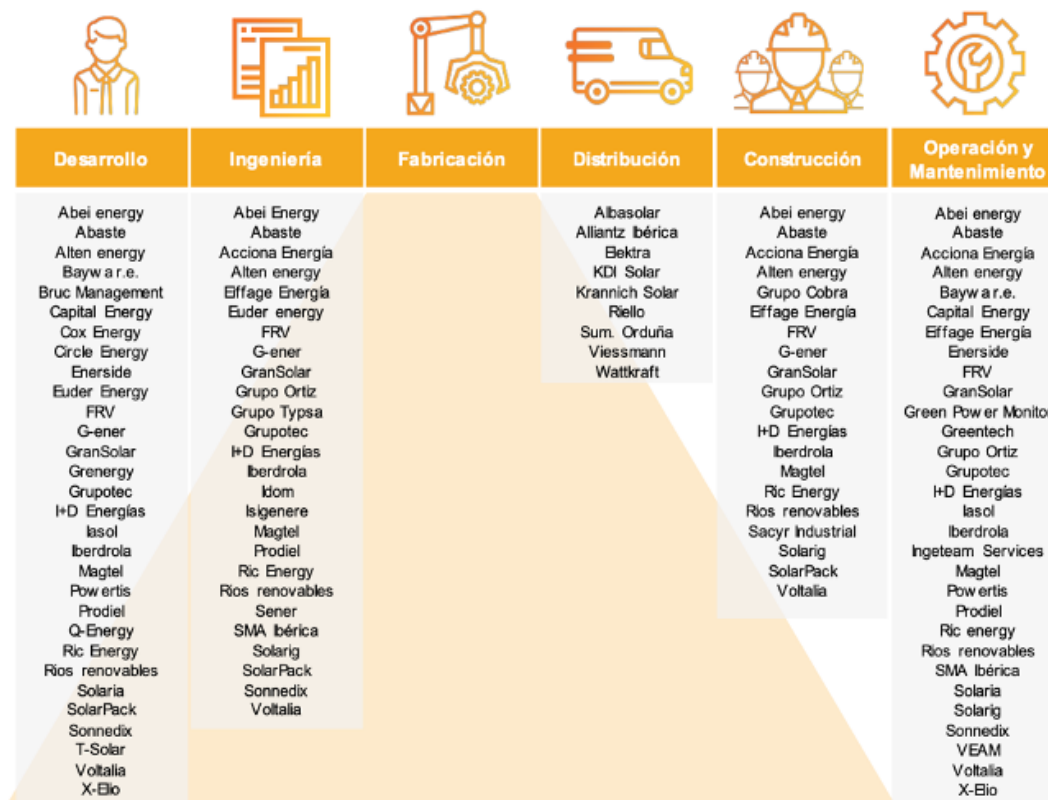 Desarrollo
Abei energy
Abaste
Alten energy
Baywa r.e.
Bruc Management
Capital Energy
Cox Energy
Circle Energy
Enerside
Euder Energy
FRV
G-ener
GranSolar
Grenergy
Grupotec
I+D Energías
Iasol
Iberdrola
Magtel
Powertis
Prodiel
Q-Energy
Ric Energy
Rios renovables
Solaria
SolarPack
Sonnedix
T-Solar
Voltalia
X-Elio
Ingeniería
Abei Energy
Abaste
Acciona Energía
Alten energy
Eiffage Energía
Euder energy
FRV
G-ener
GranSolar
Grupo Ortiz
Grupo Typsa
Grupotec
I+D Energías
Iberdrola
Idom
Isigenere
Magtel
Prodiel
Ric Energy
Rios renovables
Sener
SMA Ibérica
Solarig
SolarPack
Sonnedix
Voltalia
Fabricación
Distribución
Albasolar
Alliantz Ibérica
Elektra
KDI Solar
Krannich Solar
Riello
Sum. Orduña
Viessmann
Wattkraft
Construcción
Abei energy
Abaste
Acciona Energía
Alten energy
Grupo Cobra
Eiffage Energía
FRV
G-ener
GranSolar
Grupo Ortiz
Grupotec
I+D Energías
Iberdrola
Magtel
Ric Energy
Rios renovables
Sacyr Industrial
Solarig
SolarPack
Voltalia
Operación y
Mantenimiento
Abei energy
Abaste
Acciona Energía
Alten energy
Baywa r.e.
Capital Energy
Eiffage Energía
Enerside
FRV
GranSolar
Green Power Monito
Greentech
Grupo Ortiz
Grupotec
I+D Energías
Iasol
Iberdrola
Ingeteam Services
Magtel
Powertis
Prodiel
Ric energy
Rios renovables
SMA Ibérica
Solaria
Solarig
Sonnedix
VEAM
Voltalia
X-Elio